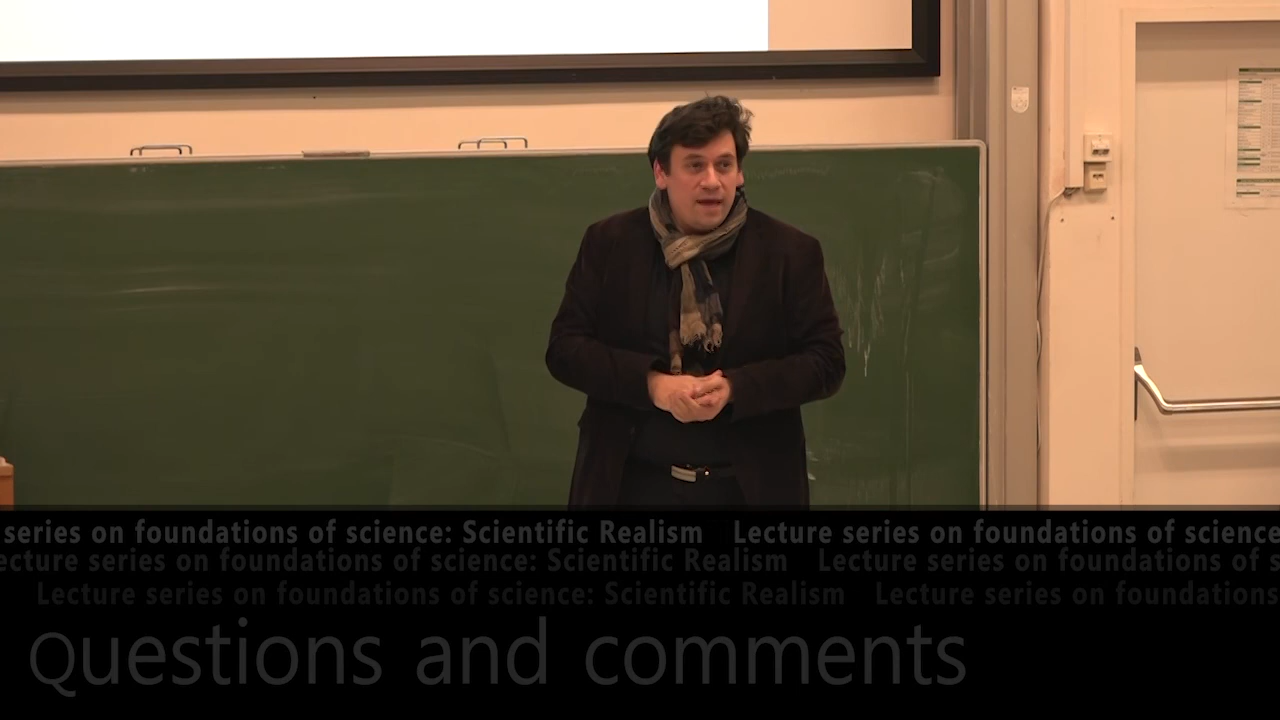 series on foundations of science: Scientific Realism Lecture series on foundations of science
ecture series on foundations of science: Scientific Realism Lecture series on foundations of s
Lecture series on foundations of science: Scientific Realism Lecture series on foundations
Questions and comments